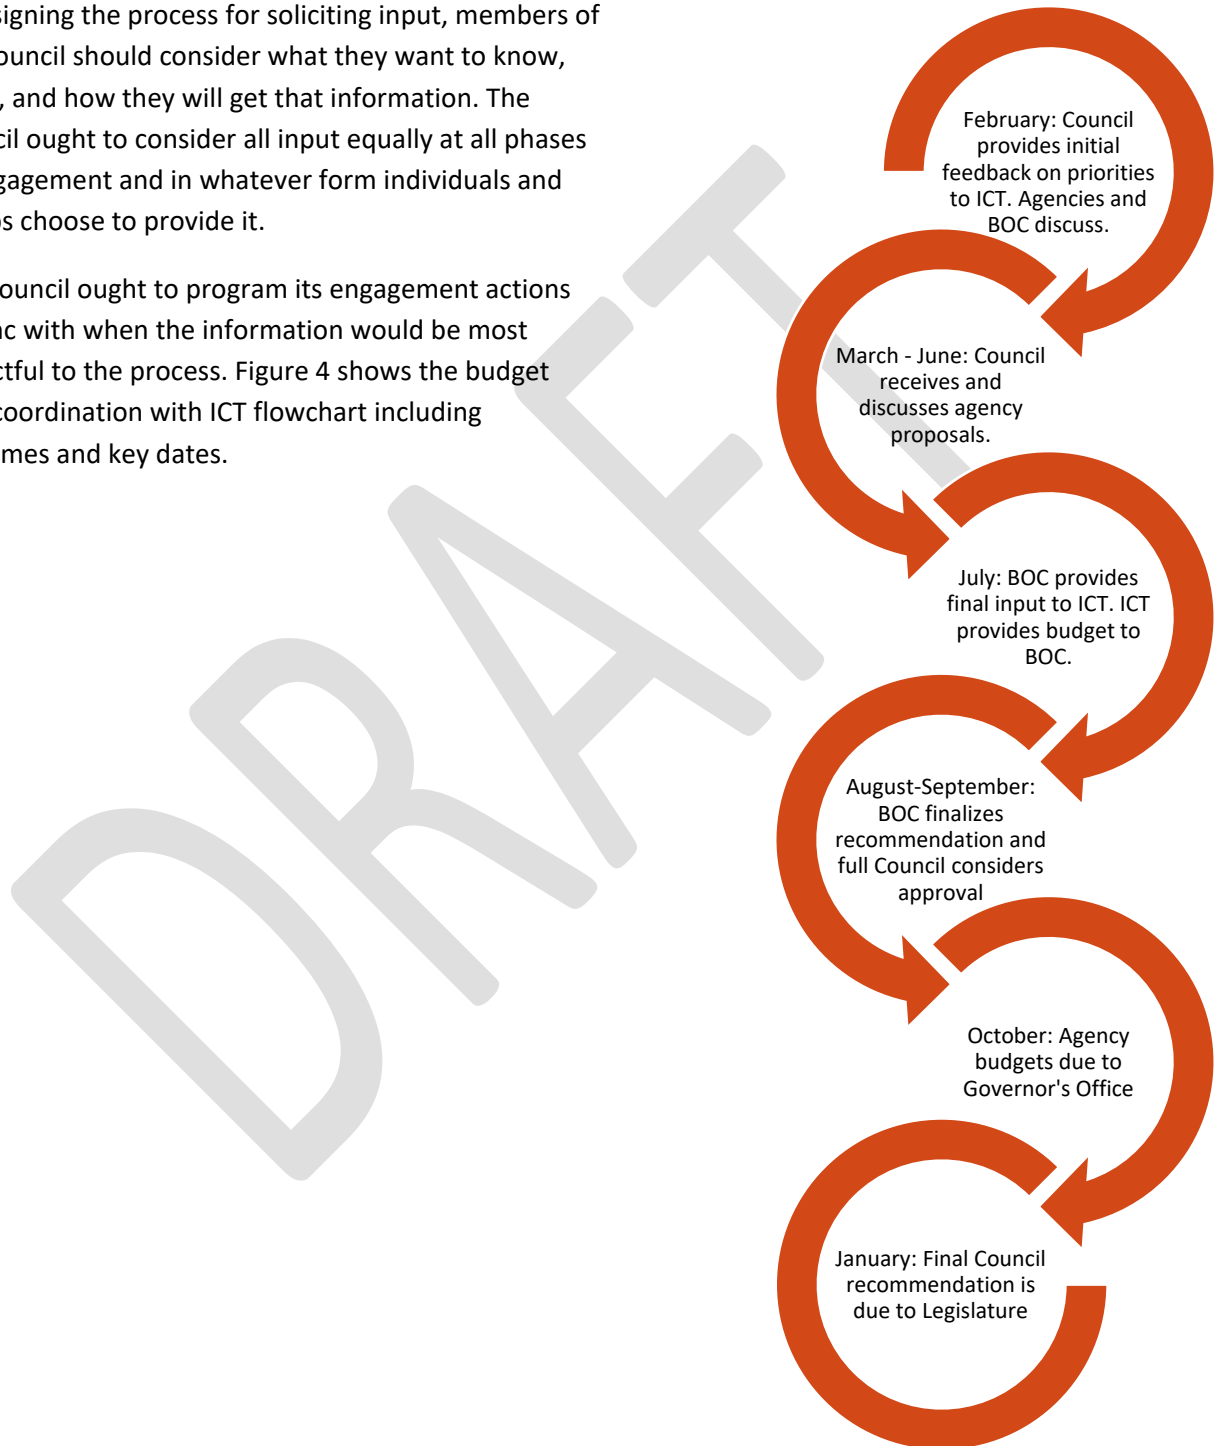 signing the process for soliciting input, members of
ouncil should consider what they want to know,
, and how they will get that information. The
cil ought to consider all input equally at all phases
gagement and in whatever form individuals and
s choose to provide it.
ouncil ought to program its engagement actions
c with when the information would be most
ctful to the process. Figure 4 shows the budget
coordination with ICT flowchart including
mes and key dates.
February: Council
provides initial
feedback on priorities
to ICT. Agencies and
BOC discuss.
March - June: Council
receives and
discusses agency
proposals.
July: BOC provides
final input to ICT. ICT
provides budget to
BOC.
August-September:
BOC finalizes
recommendation and
full Council considers
approval
October: Agency
budgets due to
Governor's Office
January: Final Council
recommendation is
due to Legislature
DRAFT